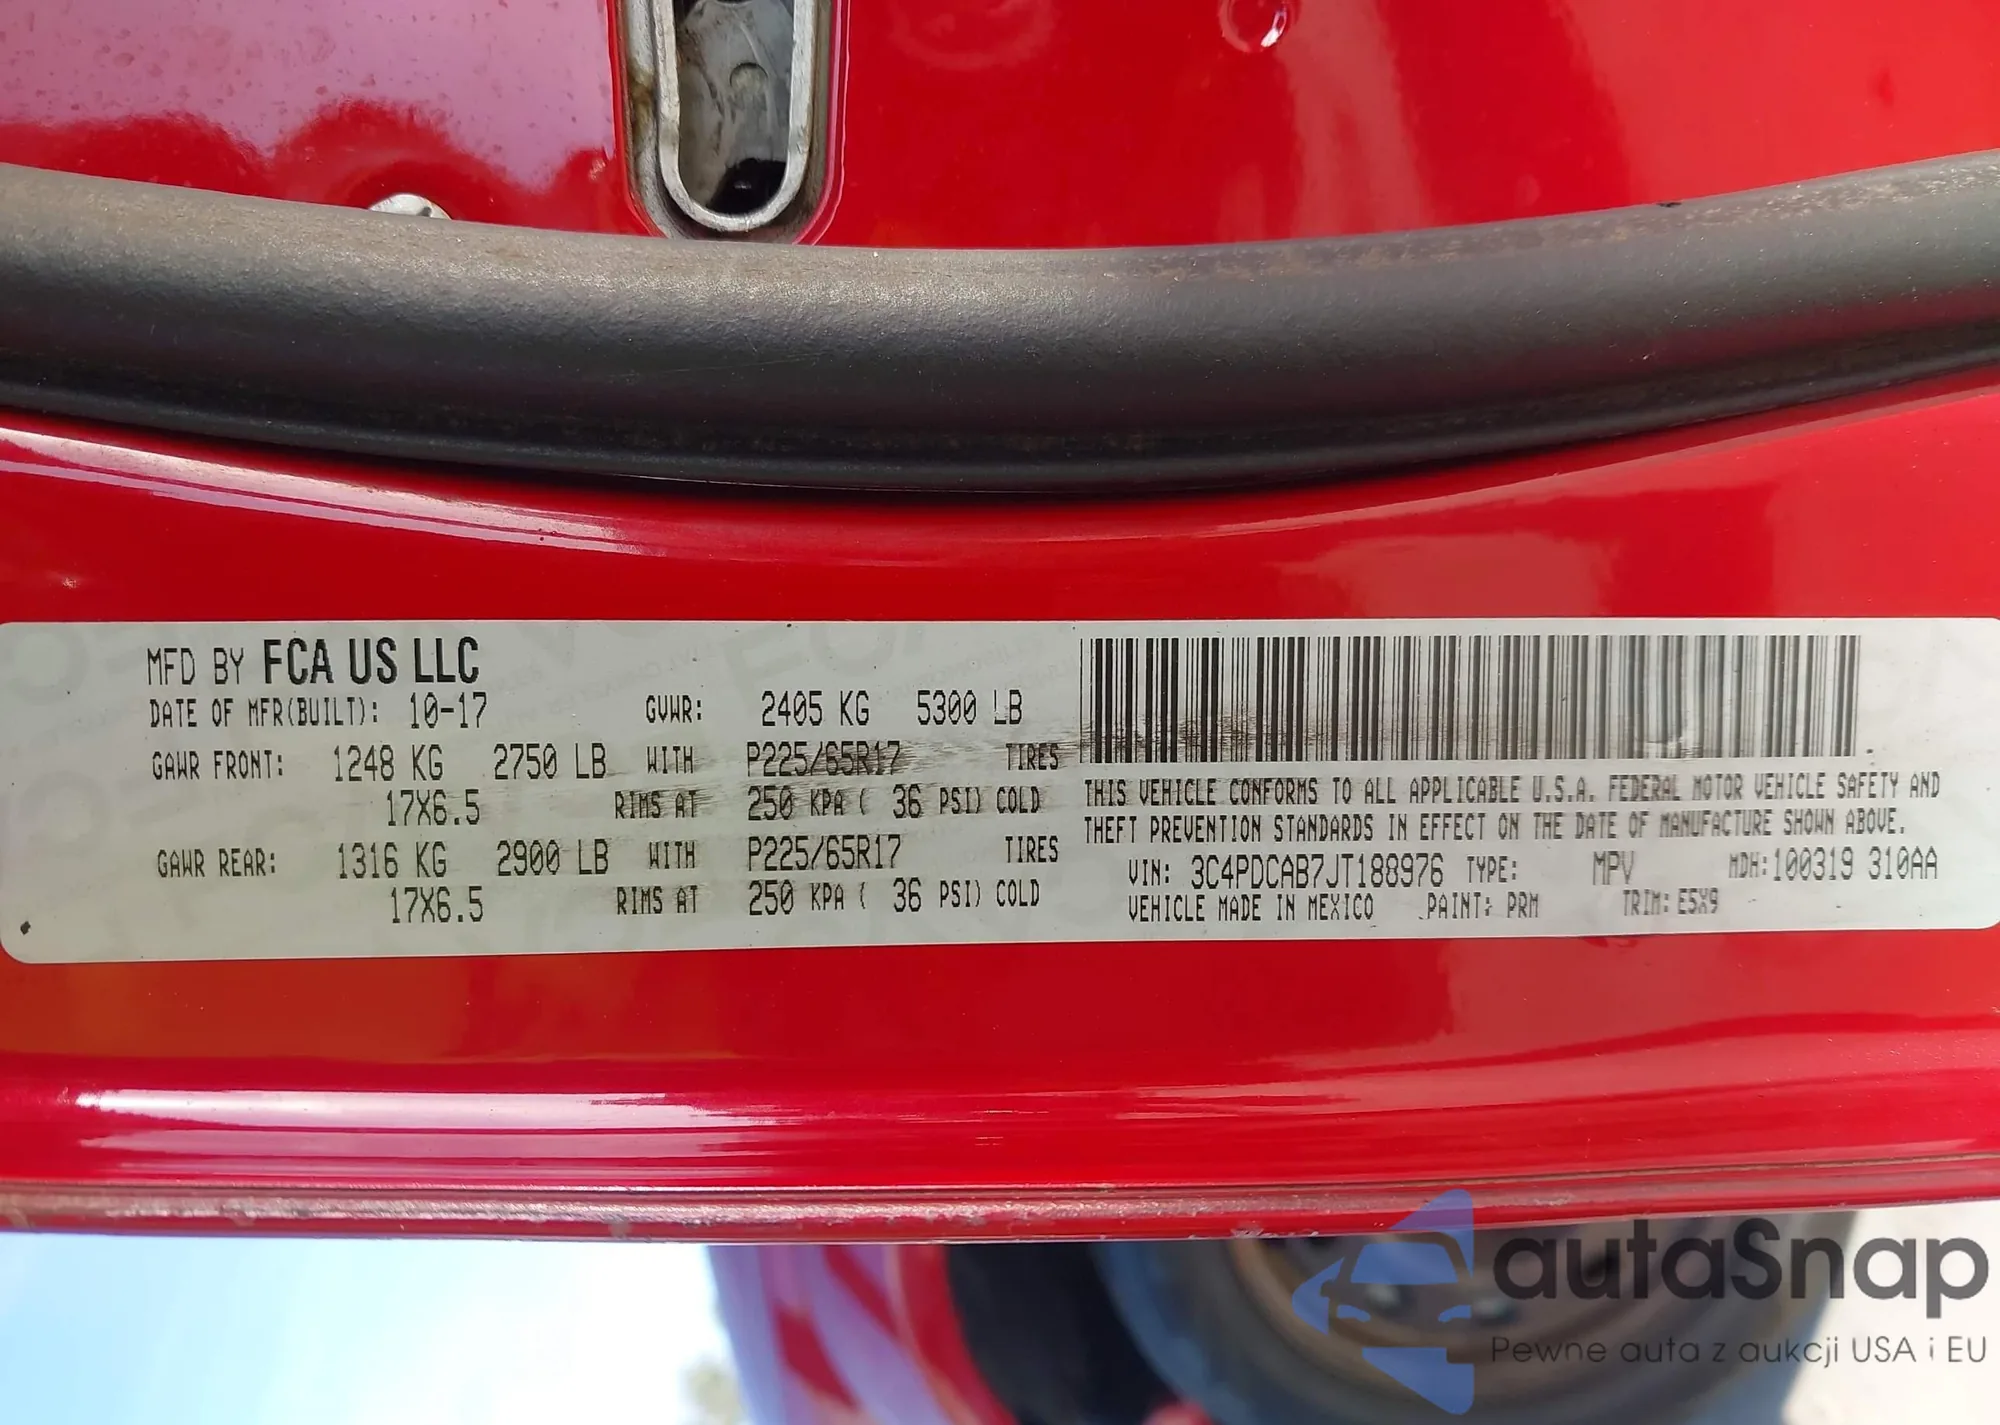 MFD BY FCA US LLC
DATE OF MFR(BUILT): 10-17 GVWR: 2405 KG 5300 LB
GAWR FRONT: 1248 KG 2750 LB WITH P225/65R17 TIRES
17X6.5 RIMS AT 250 KPA ( 36 PSI) COLD
GAWR REAR: 1316 KG 2900 LB WITH P225/65R17 TIRES
17X6.5 RIMS AT 250 KPA ( 36 PSI) COLD
THIS VEHICLE CONFORMS TO ALL APPLICABLE U.S.A. FEDERAL MOTOR VEHICLE SAFETY AND
THEFT PREVENTION STANDARDS IN EFFECT ON THE DATE OF MANUFACTURE SHOWN ABOVE.
VIN: 3C4PDCAB7JT188976 TYPE: MPV MDH:100319 310AA
VEHICLE MADE IN MEXICO PAINT: PRM TRIM: E5X9
autaSnap
Pewne auta z aukcji USA i EU